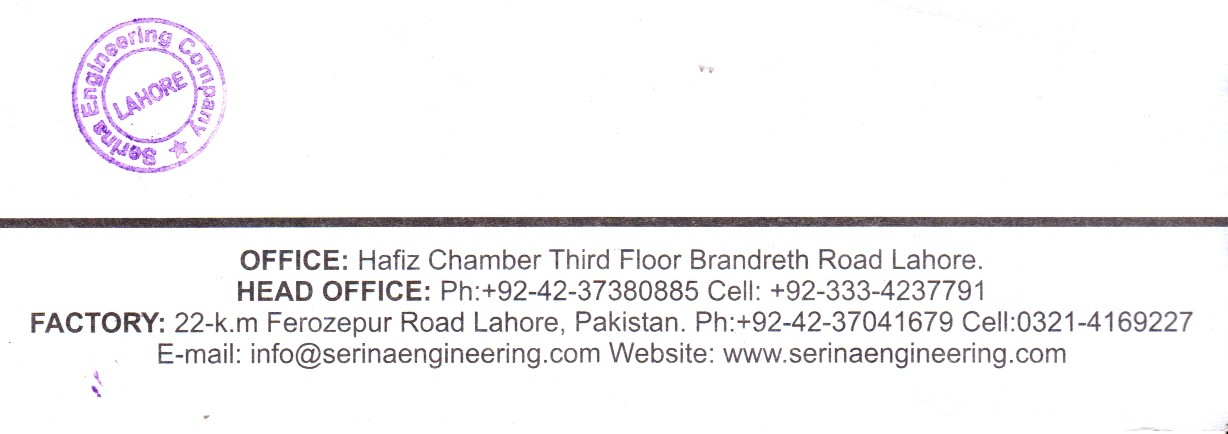 Serina Engineering Company
LAHORE
OFFICE: Hafiz Chamber Third Floor Brandreth Road Lahore.
HEAD OFFICE: Ph:+92-42-37380885 Cell: +92-333-4237791
FACTORY: 22-k.m Ferozepur Road Lahore, Pakistan. Ph:+92-42-37041679 Cell:0321-4169227
E-mail: info@serinaengineering.com Website: www.serinaengineering.com